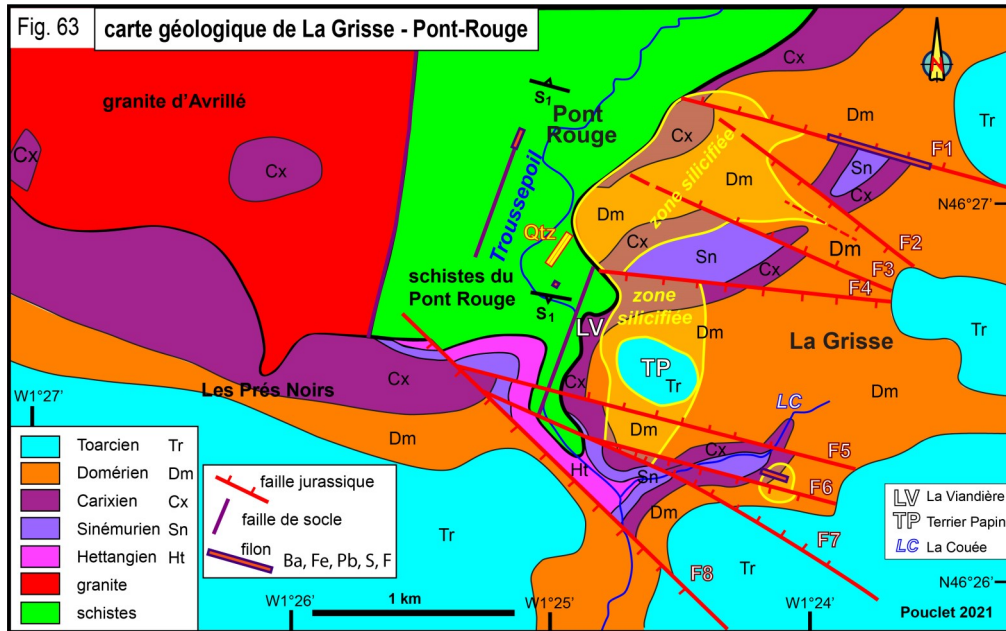 Fig. 63
carte géologique de La Grisse - Pont-Rouge
granite d'Avrillé
Cx
Cx
Cx
S1
Pont
Rouge
Troussepoil
Qtz
schistes du
Pont Rouge
S1
Cx
zone silicifiée
Dm
Dm
Dm
Cx
Sn
Cx
Cx
Dm
F1
Sn
Cx
Tr
N46°27'
F2
Dm
F3
F4
zone
silicifiée
Dm
La Grisse
Tr
LV
Cx
TP
Tr
Dm
Dm
LC
Cx
Les Prés Noirs
Cx
Dm
Ht
Sn
F5
F6
F7
F8
Dm
Tr
Tr
W1°27'
Toarcien Tr
Domérien Dm
Carixien Cx
Sinémurien Sn
Hettangien Ht
granite
schistes
faille jurassique
faille de socle
filon
Ba, Fe, Pb, S, F
LV La Viandière
TP Terrier Papin
LC La Couée
N46°26'
W1°26'
1 km
W1°25'
W1°24'
Pouclet 2021